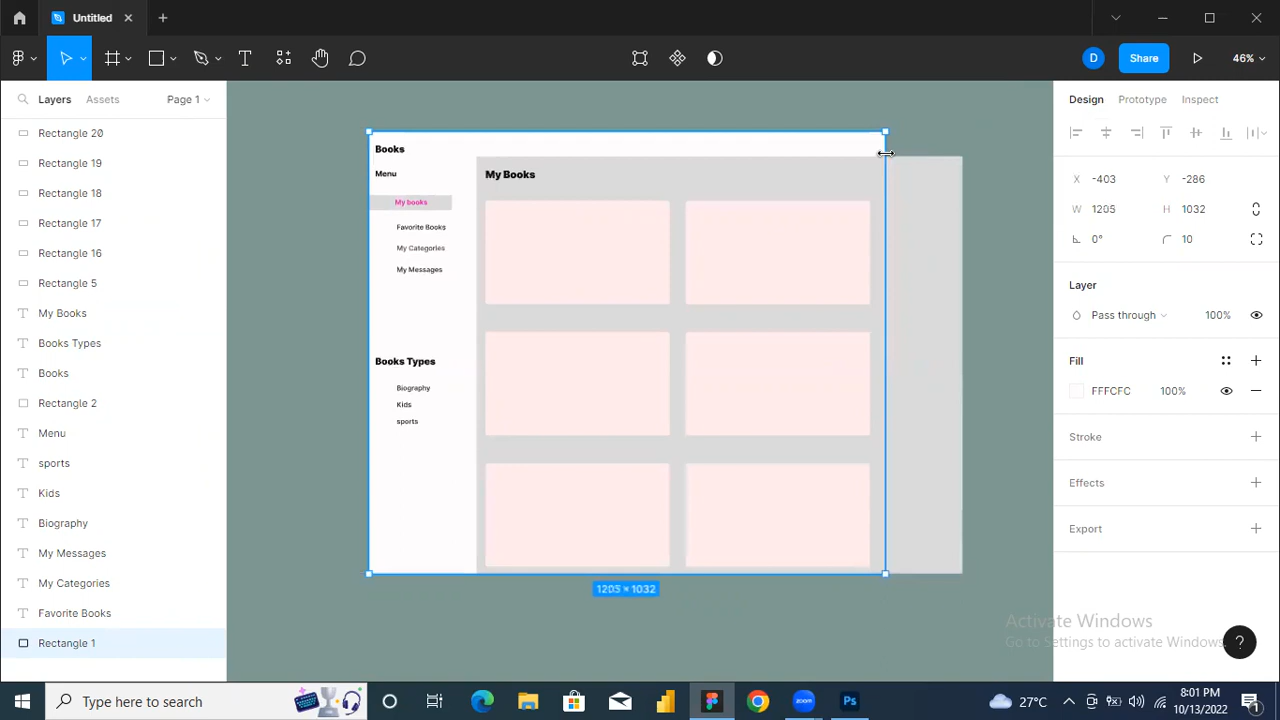 Untitled
Share
46%
Layers
Assets
Page 1
Rectangle 20
Rectangle 19
Rectangle 18
Rectangle 17
Rectangle 16
Rectangle 5
My Books
Books Types
Books
Rectangle 2
Menu
sports
Kids
Biography
My Messages
My Categories
Favorite Books
Rectangle 1
Books
Menu
My Books
My books
Favorite Books
My Categories
My Messages
Books Types
Biography
Kids
sports
1205 × 1032
Design
Prototype
Inspect
X -403 Y -286
W 1205 H 1032
0° 10
Layer
Pass through 100%
Fill
FFFCFC 100%
Stroke
Effects
Export
Activate Windows
Go to Settings to activate Windows.
?
D
Type here to search
zoom
Ps
27°C
8:01 PM
10/13/2022
1